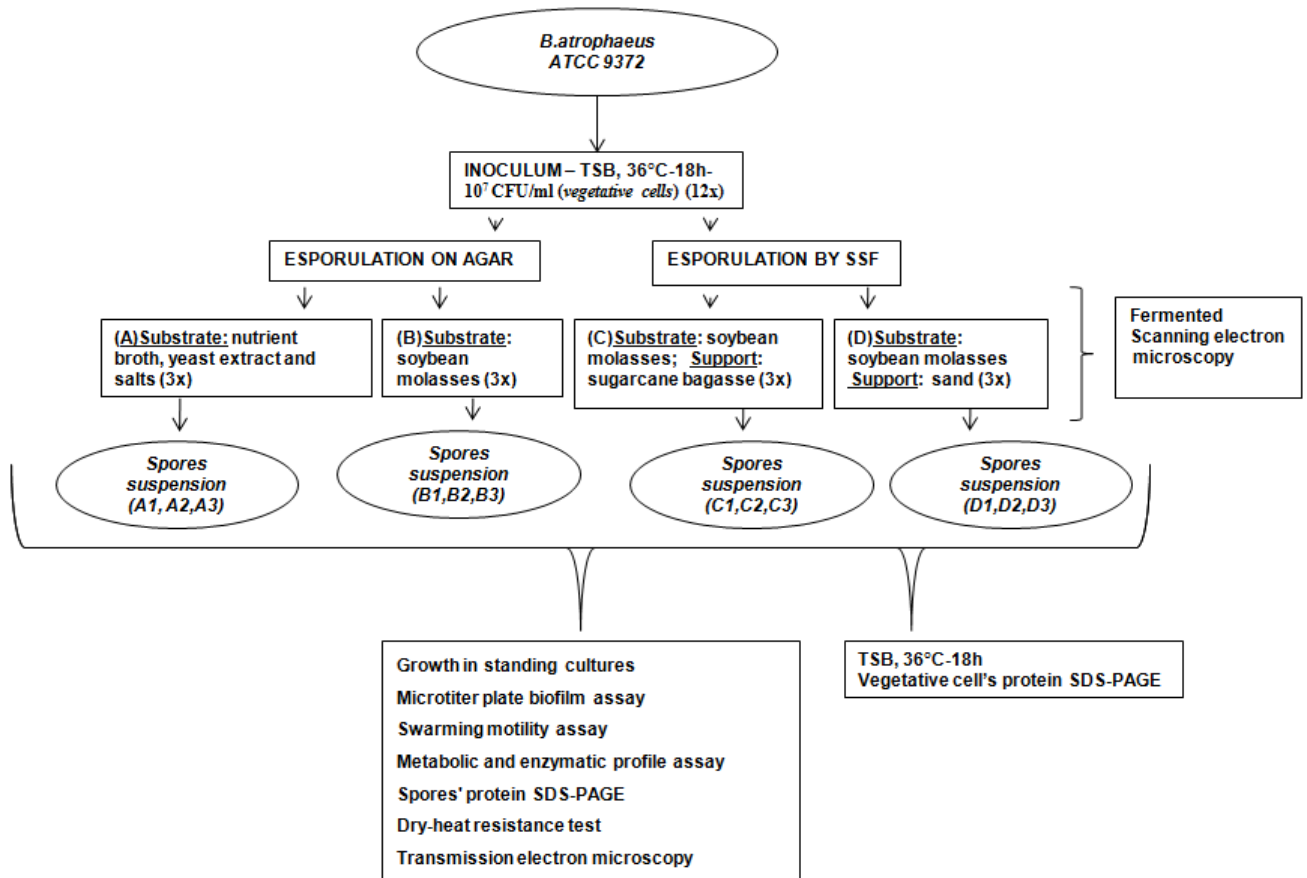 B.atrophaeus
ATCC 9372
INOCULUM – TSB, 36°C-18h-
10⁷ CFU/ml (vegetative cells) (12x)
ESPORULATION ON AGAR
ESPORULATION BY SSF
(A)Substrate: nutrient
broth, yeast extract and
salts (3x)
(B)Substrate:
soybean
molasses (3x)
(C)Substrate: soybean
molasses; Support:
sugarcane bagasse (3x)
(D)Substrate:
soybean molasses
Support: sand (3x)
Fermented
Scanning electron
microscopy
Spores
suspension
(A1, A2,A3)
Spores
suspension
(B1,B2,B3)
Spores
suspension
(C1,C2,C3)
Spores
suspension
(D1,D2,D3)
Growth in standing cultures
Microtiter plate biofilm assay
Swarming motility assay
Metabolic and enzymatic profile assay
Spores' protein SDS-PAGE
Dry-heat resistance test
Transmission electron microscopy
TSB, 36°C-18h
Vegetative cell’s protein SDS-PAGE